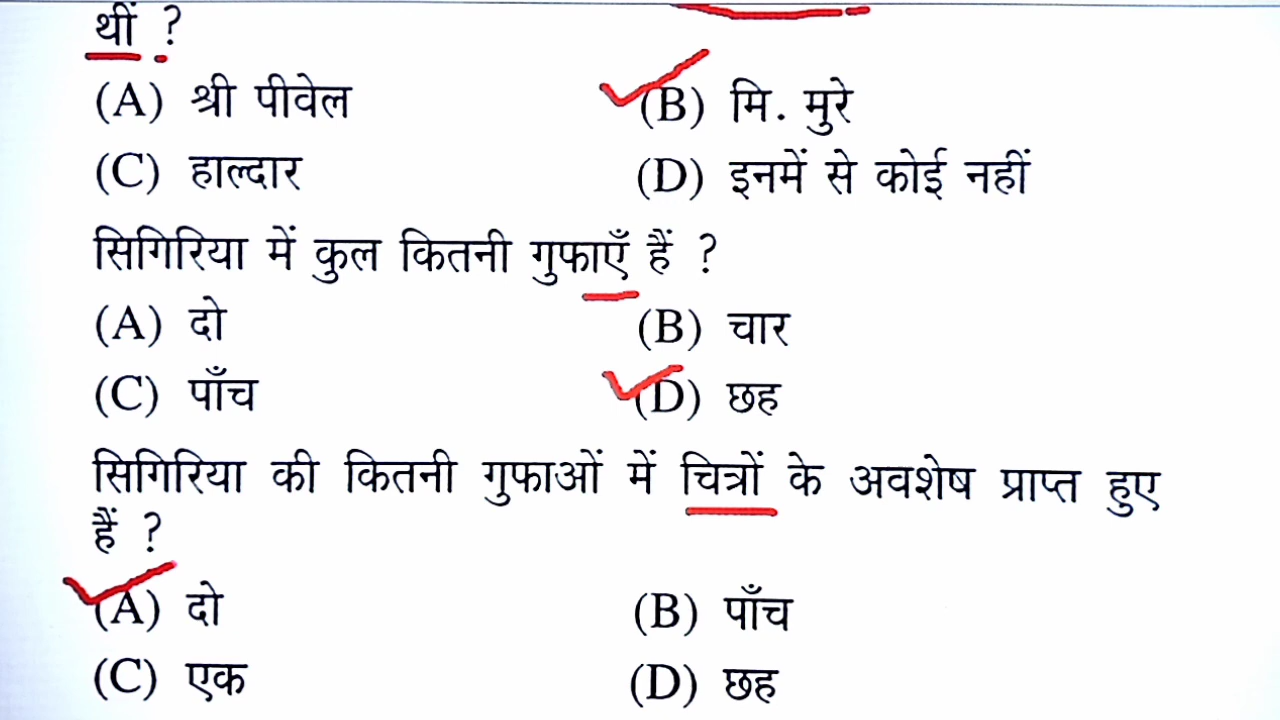 थीं ?
(A) श्री पीवेल (B) मि. मुरे
(C) हाल्दार (D) इनमें से कोई नहीं
सिगिरिया में कुल कितनी गुफाएँ हैं ?
(A) दो (B) चार
(C) पाँच (D) छह
सिगिरिया की कितनी गुफाओं में चित्रों के अवशेष प्राप्त हुए
हैं ?
(A) दो (B) पाँच
(C) एक (D) छह